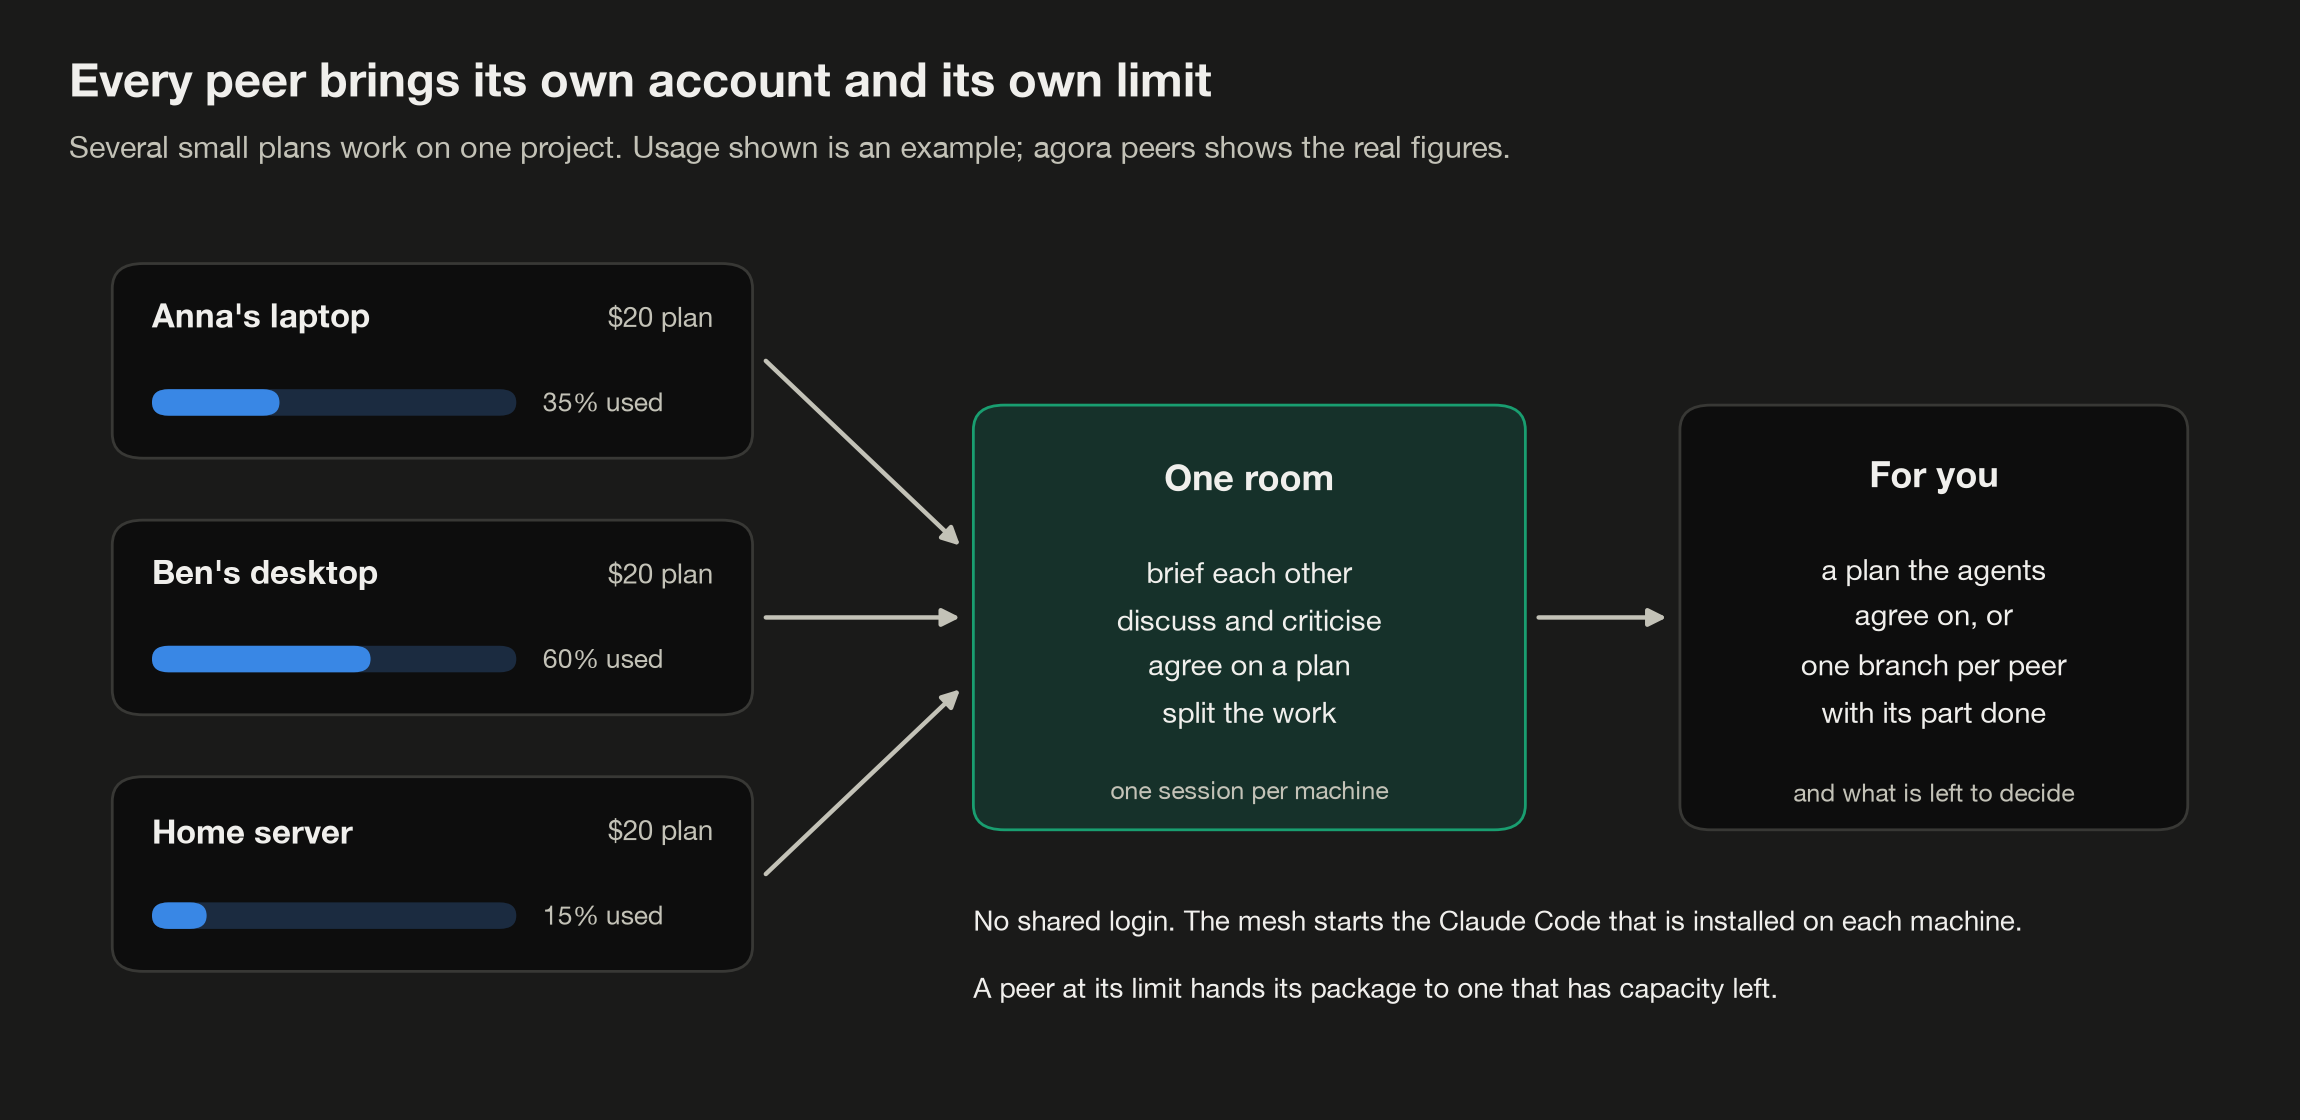 Every peer brings its own account and its own limit
Several small plans work on one project. Usage shown is an example; agora peers shows the real figures.
Anna's laptop
$20 plan
35% used
Ben's desktop
$20 plan
60% used
Home server
$20 plan
15% used
One room
brief each other
discuss and criticise
agree on a plan
split the work
one session per machine
For you
a plan the agents
agree on, or
one branch per peer
with its part done
and what is left to decide
No shared login. The mesh starts the Claude Code that is installed on each machine.
A peer at its limit hands its package to one that has capacity left.